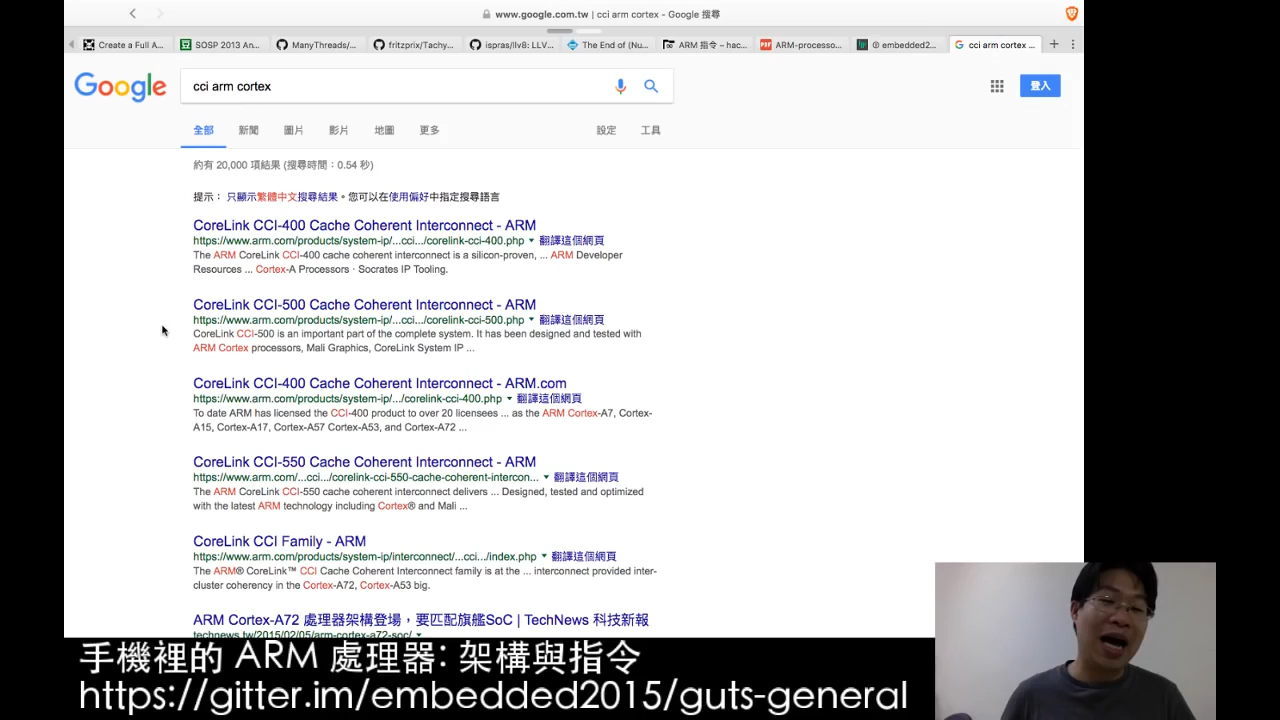 www.google.com.tw | cci arm cortex - Google 搜尋
Create a Full A...
SOSP 2013 An...
ManyThreads/...
fritzprix/Tachy...
ispras/llv8: LLV...
The End of (Nu...
ARM 指令 – hac...
ARM-processo...
embedded2...
cci arm cortex ...
Google
cci arm cortex
登入
全部 新聞 圖片 影片 地圖 更多 設定 工具
約有 20,000 項結果 (搜尋時間：0.54 秒)
提示： 只顯示繁體中文搜尋結果。您可以在使用偏好中指定搜尋語言
CoreLink CCI-400 Cache Coherent Interconnect - ARM
https://www.arm.com/products/system-ip/...cci.../corelink-cci-400.php 翻譯這個網頁
The ARM CoreLink CCI-400 cache coherent interconnect is a silicon-proven, ... ARM Developer
Resources ... Cortex-A Processors · Socrates IP Tooling.
CoreLink CCI-500 Cache Coherent Interconnect - ARM
https://www.arm.com/products/system-ip/...cci.../corelink-cci-500.php 翻譯這個網頁
CoreLink CCI-500 is an important part of the complete system. It has been designed and tested with
ARM Cortex processors, Mali Graphics, CoreLink System IP ...
CoreLink CCI-400 Cache Coherent Interconnect - ARM.com
https://www.arm.com/products/system-ip/.../corelink-cci-400.php 翻譯這個網頁
To date ARM has licensed the CCI-400 product to over 20 licensees ... as the ARM Cortex-A7, Cortex-
A15, Cortex-A17, Cortex-A57 Cortex-A53, and Cortex-A72 ...
CoreLink CCI-550 Cache Coherent Interconnect - ARM
https://www.arm.com/...cci.../corelink-cci-550-cache-coherent-intercon... 翻譯這個網頁
The ARM CoreLink CCI-550 cache coherent interconnect delivers ... Designed, tested and optimized
with the latest ARM technology including Cortex® and Mali ...
CoreLink CCI Family - ARM
https://www.arm.com/products/system-ip/interconnect/...cci.../index.php 翻譯這個網頁
The ARM® CoreLink™ CCI Cache Coherent Interconnect family is at the ... interconnect provided inter-
cluster coherency in the Cortex-A72, Cortex-A53 big.
ARM Cortex-A72 處理器架構登場，要匹配旗艦SoC | TechNews 科技新報
technews.tw/2015/02/05/arm-cortex-a72-soc/
手機裡的 ARM 處理器: 架構與指令
https://gitter.im/embedded2015/guts-general